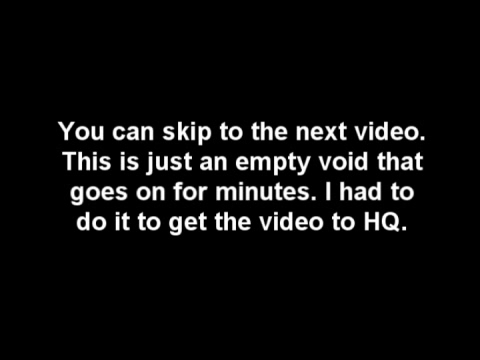 You can skip to the next video.
This is just an empty void that
goes on for minutes. I had to
do it to get the video to HQ.